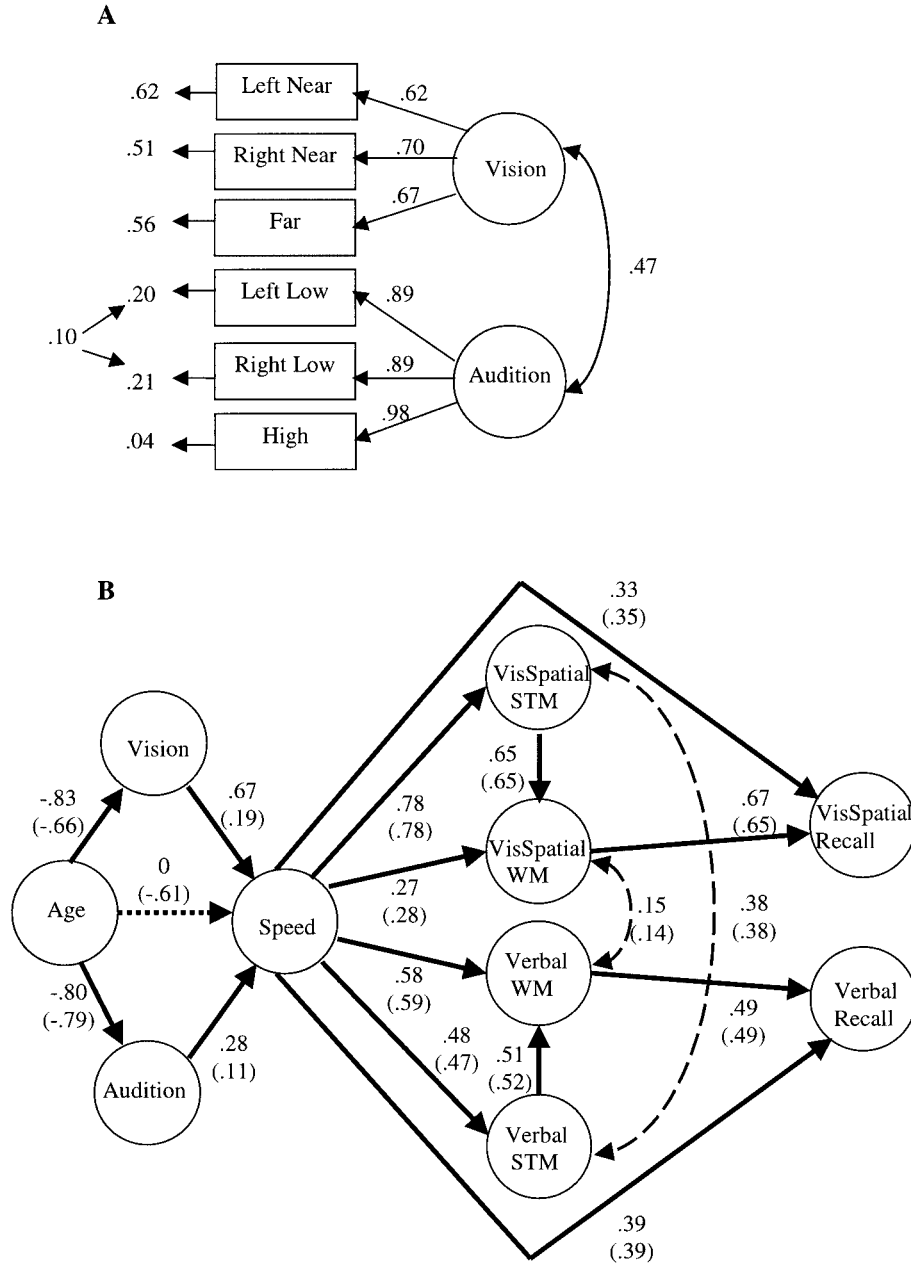 A
Left Near
.62
.62
Right Near
.51
.70
Vision
Far
.67
.56
.47
Left Low
.20
.89
.10
Right Low
.21
.89
Audition
High
.98
.04
B
.33
(.35)
VisSpatial
STM
Vision
.65
(.65)
-.83
(-.66)
.67
(.19)
.78
(.78)
.67
(.65)
VisSpatial
Recall
VisSpatial
WM
0
(-.61)
Age
Speed
.27
(.28)
.15
(.14)
.38
(.38)
Verbal
WM
.58
(.59)
-.80
(-.79)
.49
(.49)
Verbal
Recall
.28
(.11)
.48
(.47)
.51
(.52)
Audition
Verbal
STM
.39
(.39)